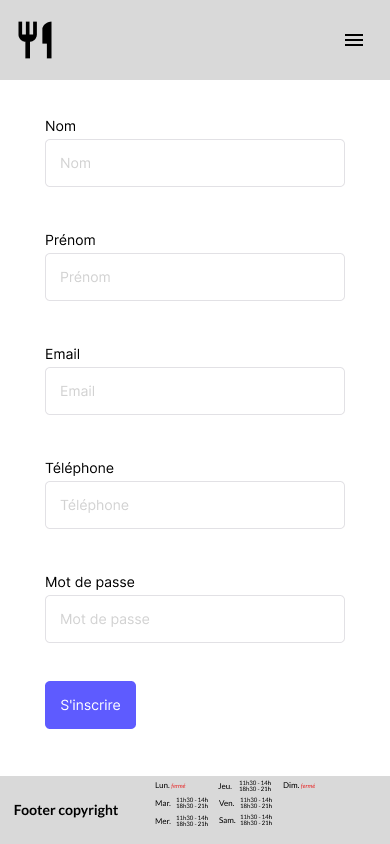 Nom
Nom
Prénom
Prénom
Email
Email
Téléphone
Téléphone
Mot de passe
Mot de passe
S'inscrire
Footer copyright
Lun. fermé
Mar. 11h30 - 14h
18h30 - 21h
Mer. 11h30 - 14h
18h30 - 21h
Jeu. 11h30 - 14h
18h30 - 21h
Ven. 11h30 - 14h
18h30 - 21h
Sam. 11h30 - 14h
18h30 - 21h
Dim. fermé